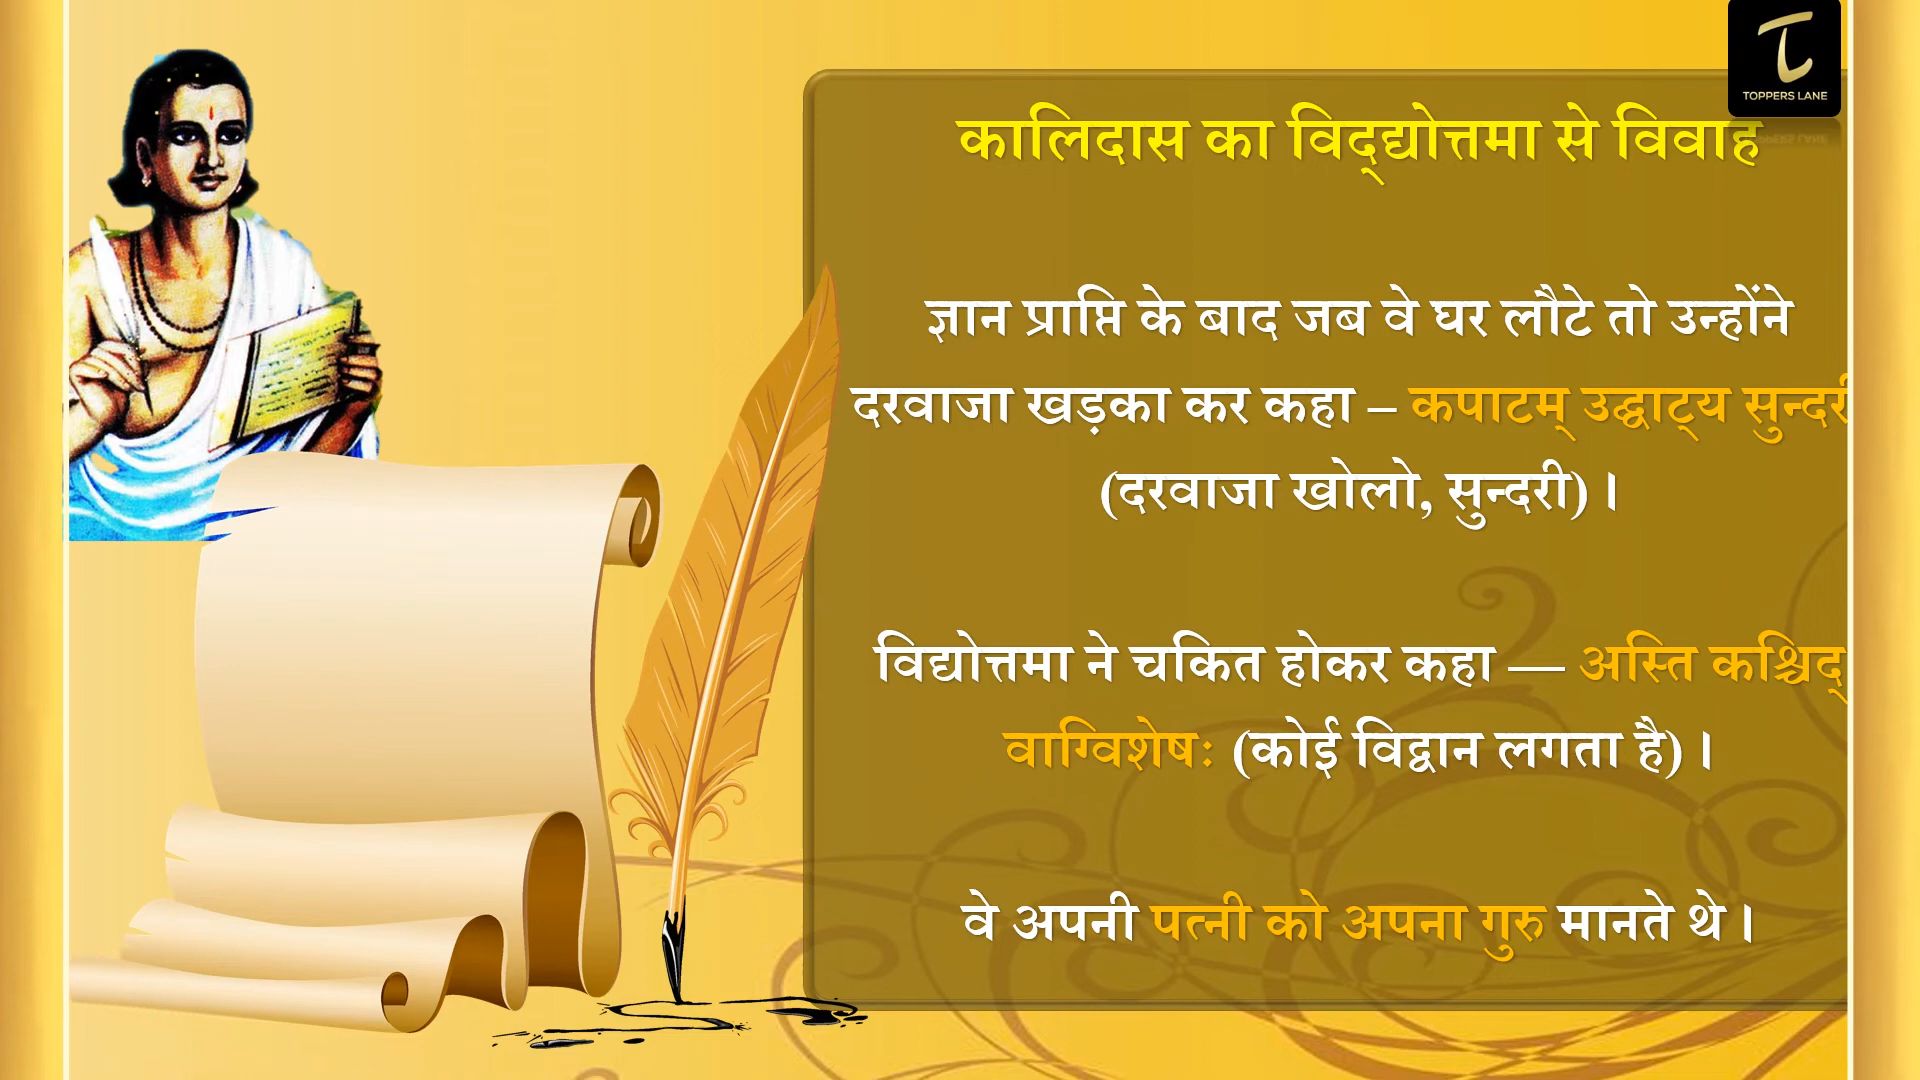 TOPPERS LANE
कालिदास का विद्द्योत्तमा से विवाह
ज्ञान प्राप्ति के बाद जब वे घर लौटे तो उन्होंने
दरवाजा खड़का कर कहा – कपाटम् उद्घाट्य सुन्दरी
(दरवाजा खोलो, सुन्दरी)।
विद्योत्तमा ने चकित होकर कहा — अस्ति कश्चिद्
वाग्विशेषः (कोई विद्वान लगता है)।
वे अपनी पत्नी को अपना गुरु मानते थे।